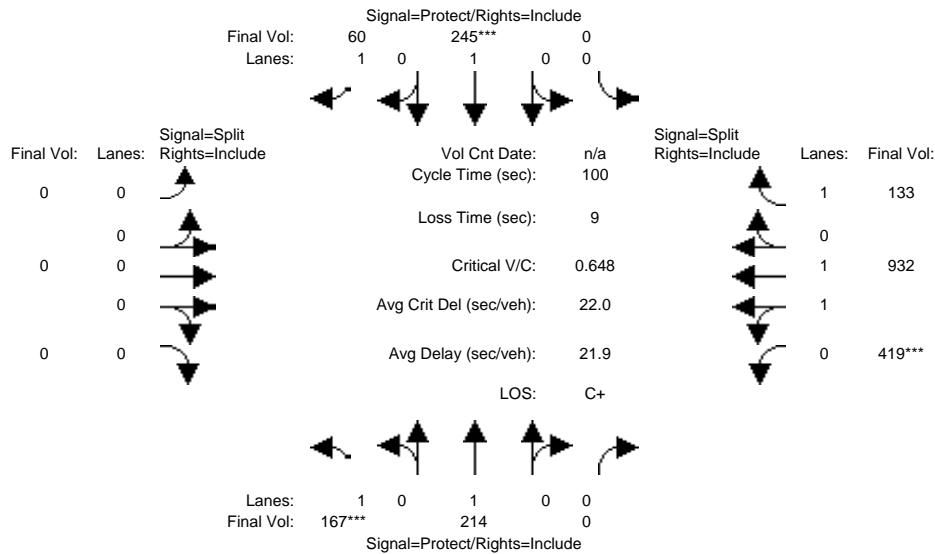 Signal=Protect/Rights=Include
Final Vol: 60 245*** 0
Lanes: 1 0 1 0 0
Signal=Split Signal=Split
Final Vol: Lanes: Rights=Include Vol Cnt Date: n/a Rights=Include Lanes: Final Vol:
Cycle Time (sec): 100
0 0 1 133
Loss Time (sec): 9
0 0
0 0 Critical V/C: 0.648 1 932
0 Avg Crit Del (sec/veh): 22.0 1
0 0 Avg Delay (sec/veh): 21.9 0 419***
LOS: C+
Lanes: 1 0 1 0 0
Final Vol: 167*** 214 0
Signal=Protect/Rights=Include